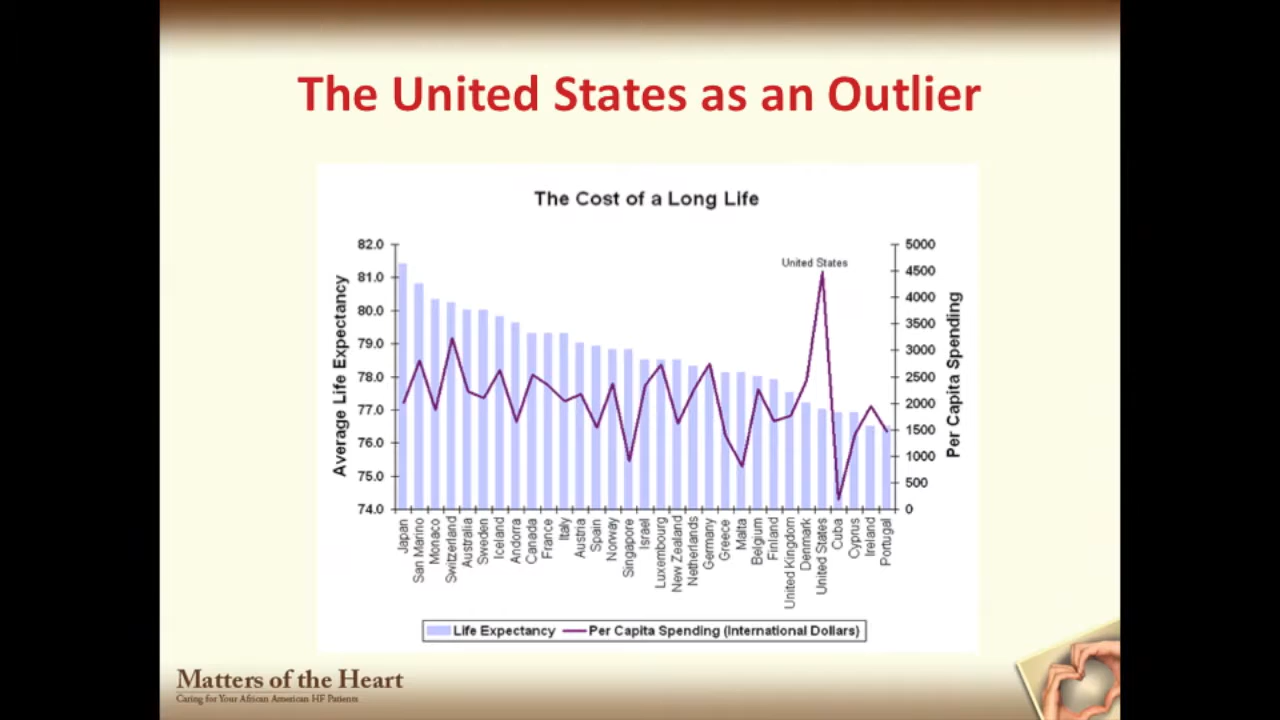 The United States as an Outlier
The Cost of a Long Life
Average Life Expectancy
82.0
81.0
80.0
79.0
78.0
77.0
76.0
75.0
74.0
United States
5000
4500
4000
3500
3000
2500
2000
1500
1000
500
0
Per Capita Spending
Japan
San Marino
Monaco
Switzerland
Australia
Sweden
Iceland
Andorra
Canada
France
Italy
Austria
Spain
Norway
Singapore
Israel
Luxembourg
New Zealand
Netherlands
Germany
Greece
Malta
Belgium
Finland
United Kingdom
Denmark
United States
Cuba
Cyprus
Ireland
Portugal
Life Expectancy
Per Capita Spending (International Dollars)
Matters of the Heart
Caring for Your African American HF Patients